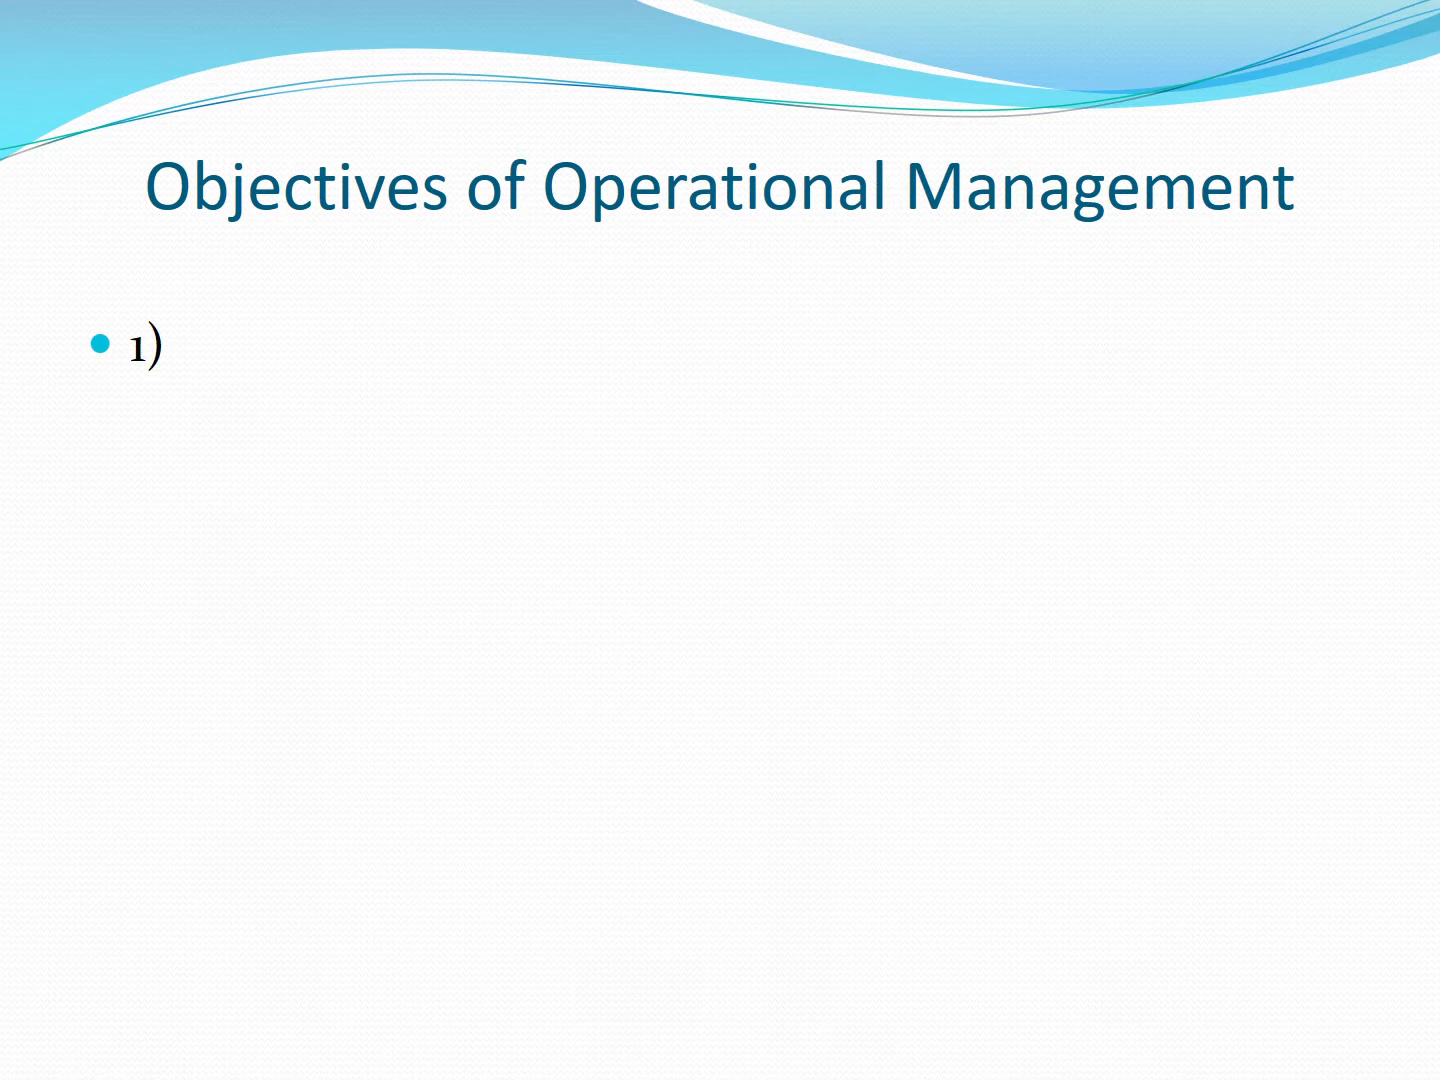 Objectives of Operational Management
• 1)